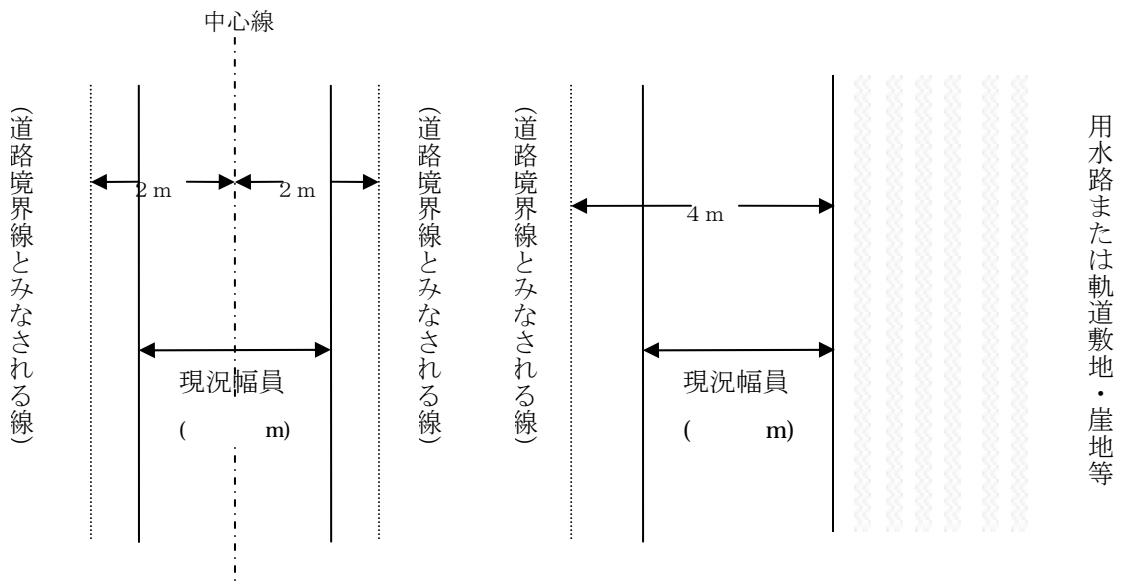 中心線
(道路境界線とみなされる線)
2ｍ
2ｍ
現況幅員
(　　　m)
(道路境界線とみなされる線)
(道路境界線とみなされる線)
4ｍ
現況幅員
(　　　m)
用水路または軌道敷地・崖地等